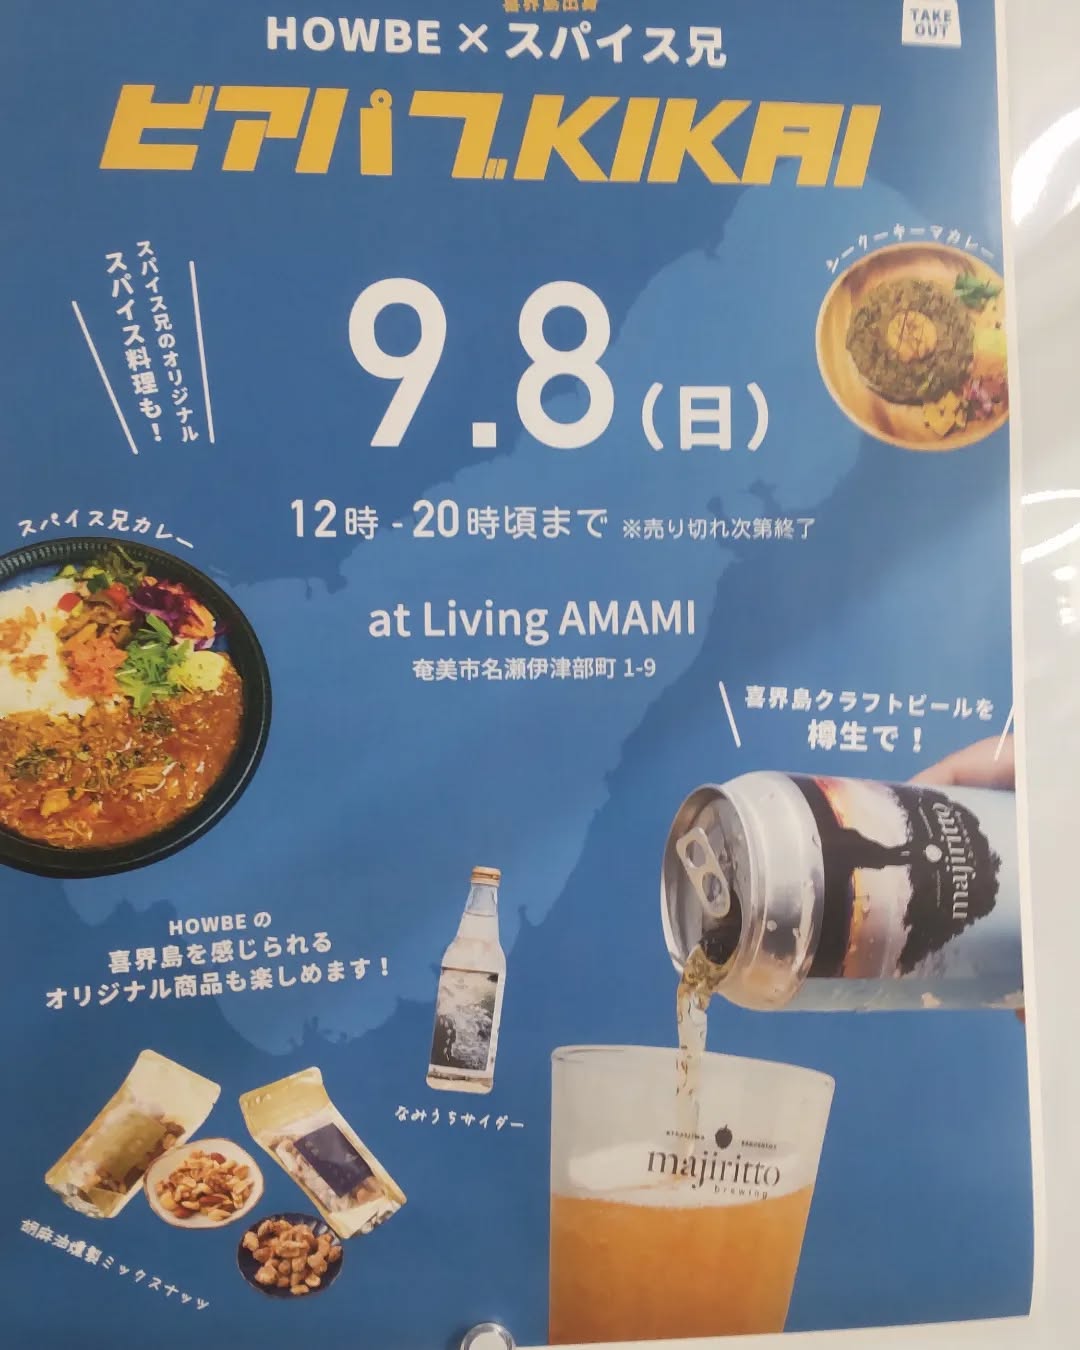 喜界島出身
HOWBE × スパイス兄
TAKE
OUT
ビアパブKIKAI
スパイス兄のオリジナル
スパイス料理も！
9.8（日）
シークーキーマカレー
12時 - 20時頃まで ※売り切れ次第終了
スパイス兄カレー
at Living AMAMI
奄美市名瀬伊津部町 1-9
喜界島クラフトビールを
樽生で！
majiritto
HOWBEの
喜界島を感じられる
オリジナル商品も楽しめます！
なみうちサイダー
majiritto
brewing
胡麻油燻製ミックスナッツ